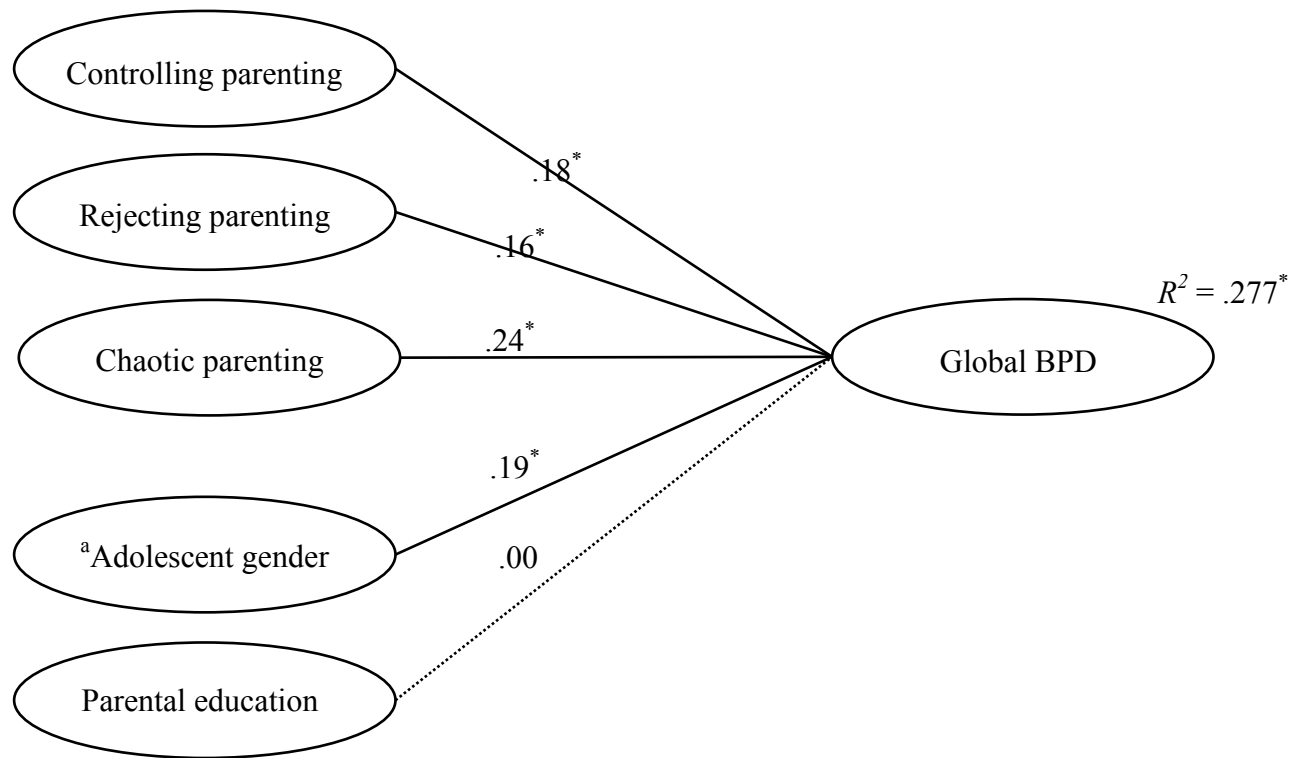 Controlling parenting
.18*
Rejecting parenting
.16*
R² = .277*
Chaotic parenting
.24*
Global BPD
.19*
ᵃAdolescent gender
.00
Parental education